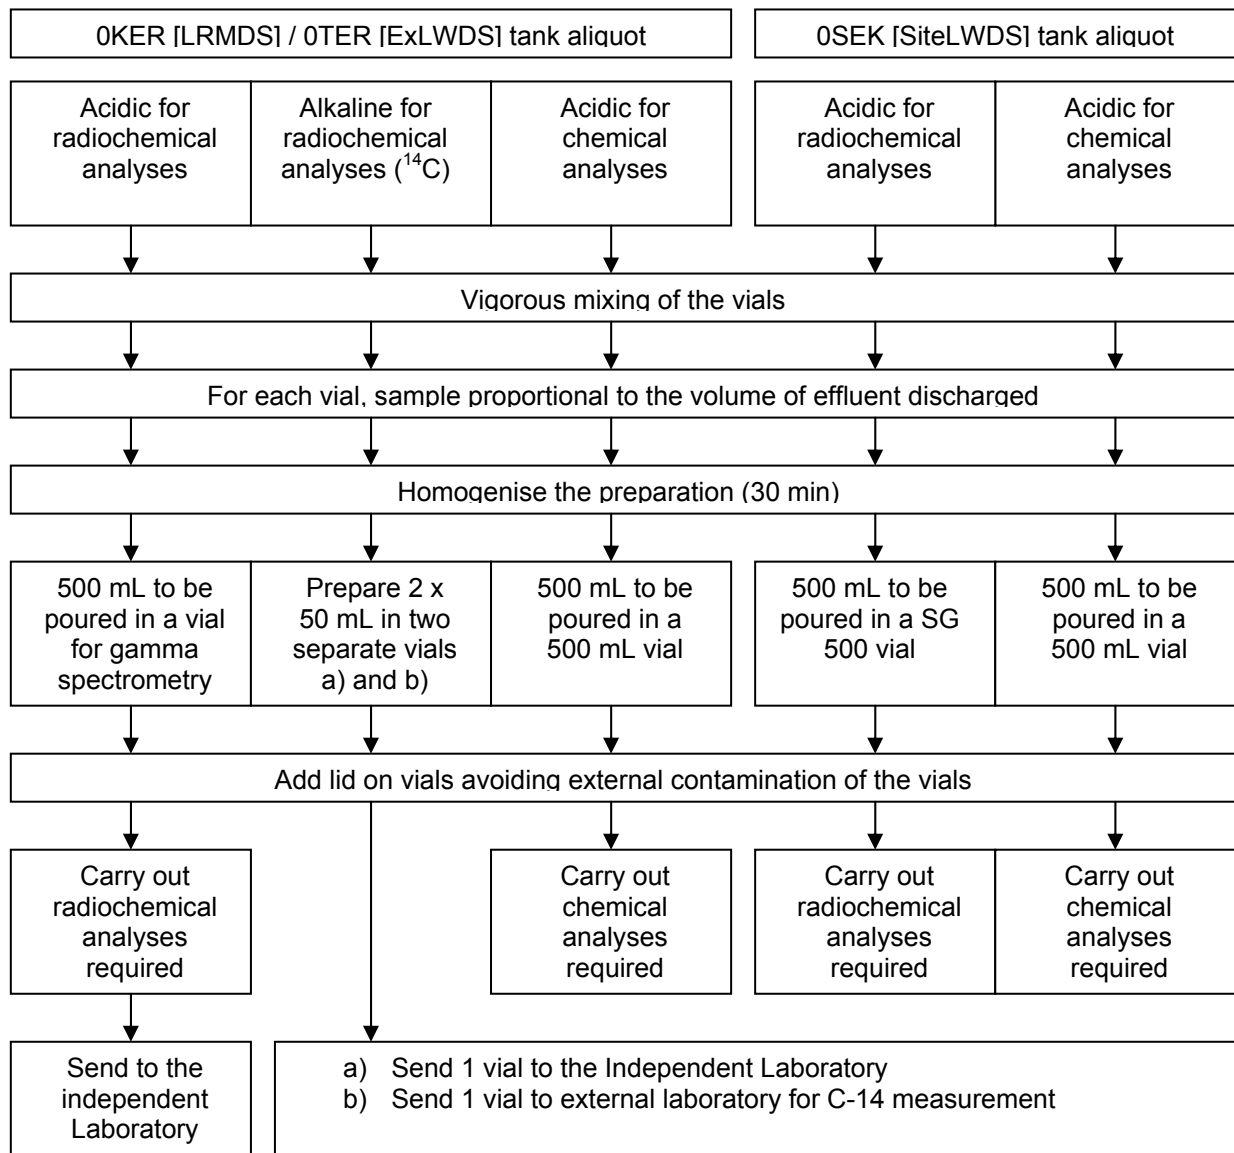 0KER [LRMDS] / 0TER [ExLWDS] tank aliquot
0SEK [SiteLWDS] tank aliquot
Acidic for
radiochemical
analyses
Alkaline for
radiochemical
analyses (¹⁴C)
Acidic for
chemical
analyses
Acidic for
radiochemical
analyses
Acidic for
chemical
analyses
Vigorous mixing of the vials
For each vial, sample proportional to the volume of effluent discharged
Homogenise the preparation (30 min)
500 mL to be
poured in a vial
for gamma
spectrometry
Prepare 2 x
50 mL in two
separate vials
a) and b)
500 mL to be
poured in a
500 mL vial
500 mL to be
poured in a SG
500 vial
500 mL to be
poured in a
500 mL vial
Add lid on vials avoiding external contamination of the vials
Carry out
radiochemical
analyses
required
Carry out
chemical
analyses
required
Carry out
radiochemical
analyses
required
Carry out
chemical
analyses
required
Send to the
independent
Laboratory
a) Send 1 vial to the Independent Laboratory
b) Send 1 vial to external laboratory for C-14 measurement